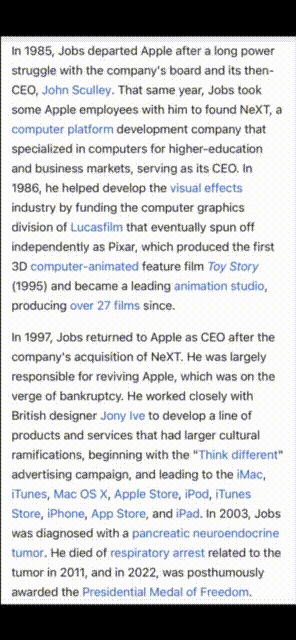 In 1985, Jobs departed Apple after a long power
struggle with the company's board and its then-
CEO, John Sculley. That same year, Jobs took
some Apple employees with him to found NeXT, a
computer platform development company that
specialized in computers for higher-education
and business markets, serving as its CEO. In
1986, he helped develop the visual effects
industry by funding the computer graphics
division of Lucasfilm that eventually spun off
independently as Pixar, which produced the first
3D computer-animated feature film Toy Story
(1995) and became a leading animation studio,
producing over 27 films since.
In 1997, Jobs returned to Apple as CEO after the
company's acquisition of NeXT. He was largely
responsible for reviving Apple, which was on the
verge of bankruptcy. He worked closely with
British designer Jony Ive to develop a line of
products and services that had larger cultural
ramifications, beginning with the "Think different"
advertising campaign, and leading to the iMac,
iTunes, Mac OS X, Apple Store, iPod, iTunes
Store, iPhone, App Store, and iPad. In 2003, Jobs
was diagnosed with a pancreatic neuroendocrine
tumor. He died of respiratory arrest related to the
tumor in 2011, and in 2022, was posthumously
awarded the Presidential Medal of Freedom.